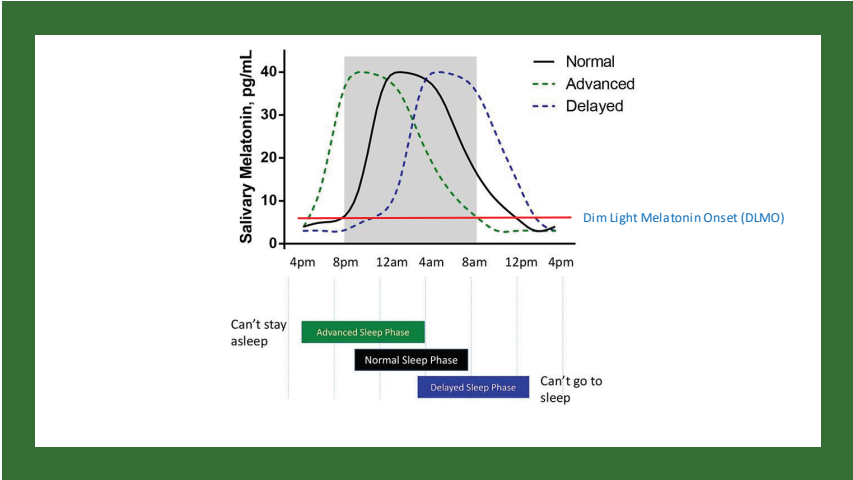 Salivary Melatonin, pg/mL
40
30
20
10
0
Normal
Advanced
Delayed
Dim Light Melatonin Onset (DLMO)
4pm 8pm 12am 4am 8am 12pm 4pm
Can't stay
asleep
Advanced Sleep Phase
Normal Sleep Phase
Delayed Sleep Phase
Can't go to
sleep